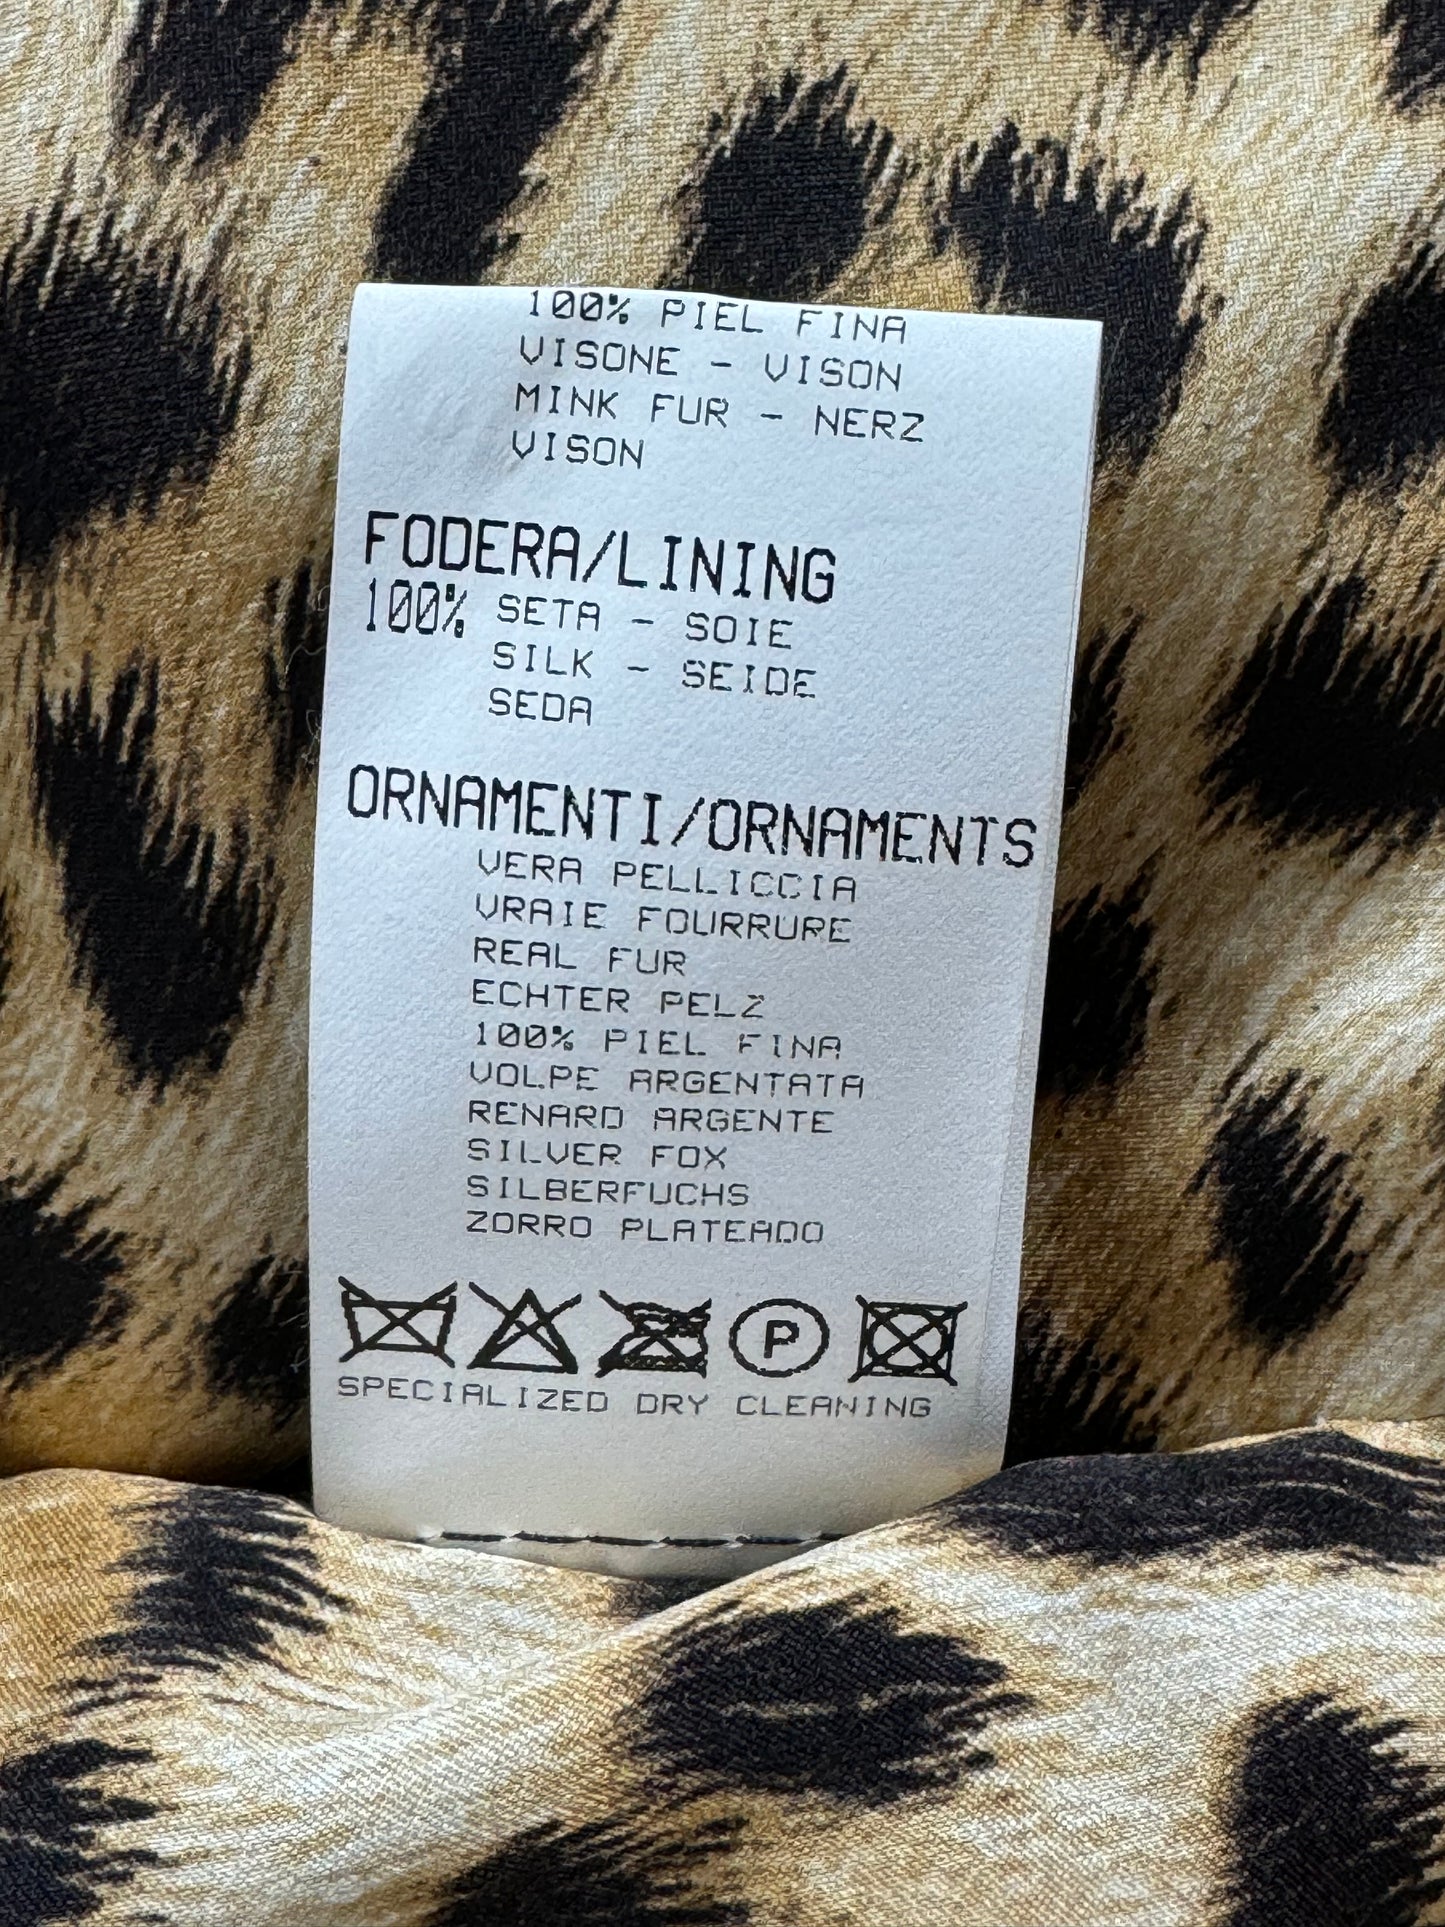 100% PIEL FINA
VISONE - VISON
MINK FUR - NERZ
VISON
FODERA/LINING
100% SETA - SOIE
SILK - SEIDE
SEDA
ORNAMENTI/ORNAMENTS
VERA PELLICCIA
VRAIE FOURRURE
REAL FUR
ECHTER PELZ
100% PIEL FINA
VOLPE ARGENTATA
RENARD ARGENTE
SILVER FOX
SILBERFUCHS
ZORRO PLATEADO
P
SPECIALIZED DRY CLEANING